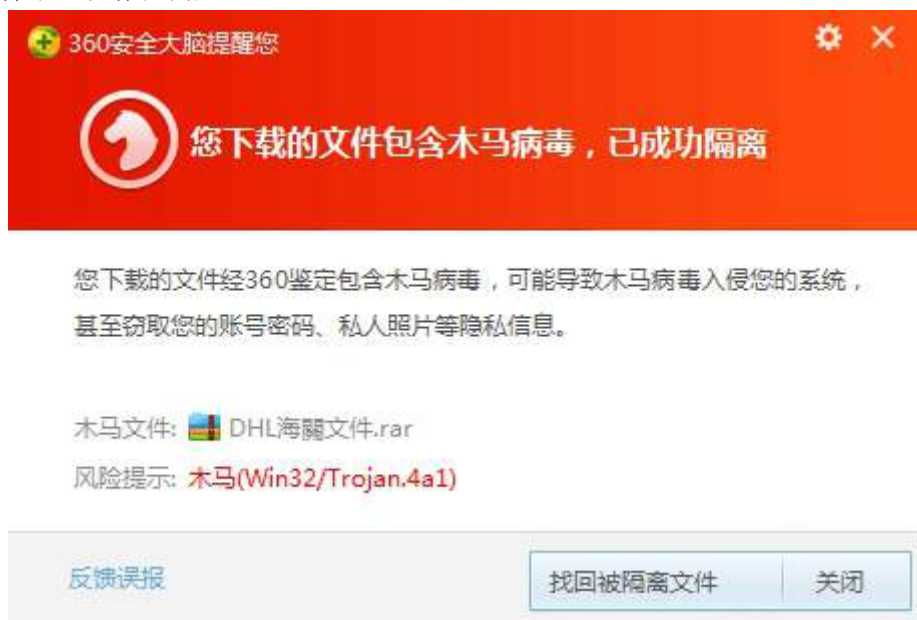 360安全大脑提醒您
您下载的文件包含木马病毒，已成功隔离
您下载的文件经360鉴定包含木马病毒，可能导致木马病毒入侵您的系统，
甚至窃取您的账号密码、私人照片等隐私信息。
木马文件: DHL海關文件.rar
风险提示: 木马(Win32/Trojan.4a1)
反馈误报
找回被隔离文件
关闭